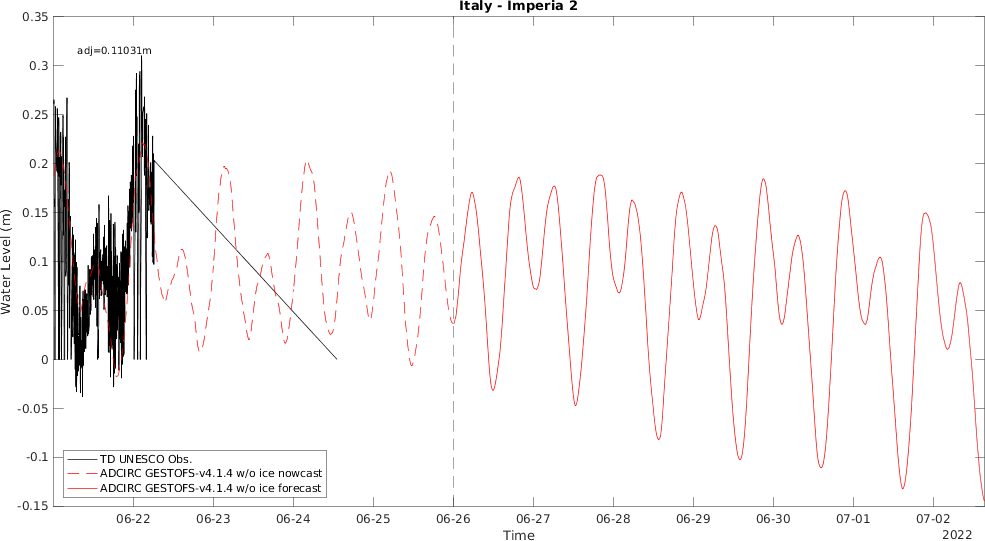 Italy - Imperia 2
0.35
0.3
0.25
0.2
0.15
0.1
0.05
0
-0.05
-0.1
-0.15
Water Level (m)
adj=0.11031m
TD UNESCO Obs.
ADCIRC GESTOFS-v4.1.4 w/o ice nowcast
ADCIRC GESTOFS-v4.1.4 w/o ice forecast
06-22 06-23 06-24 06-25 06-26 06-27 06-28 06-29 06-30 07-01 07-02
Time
2022